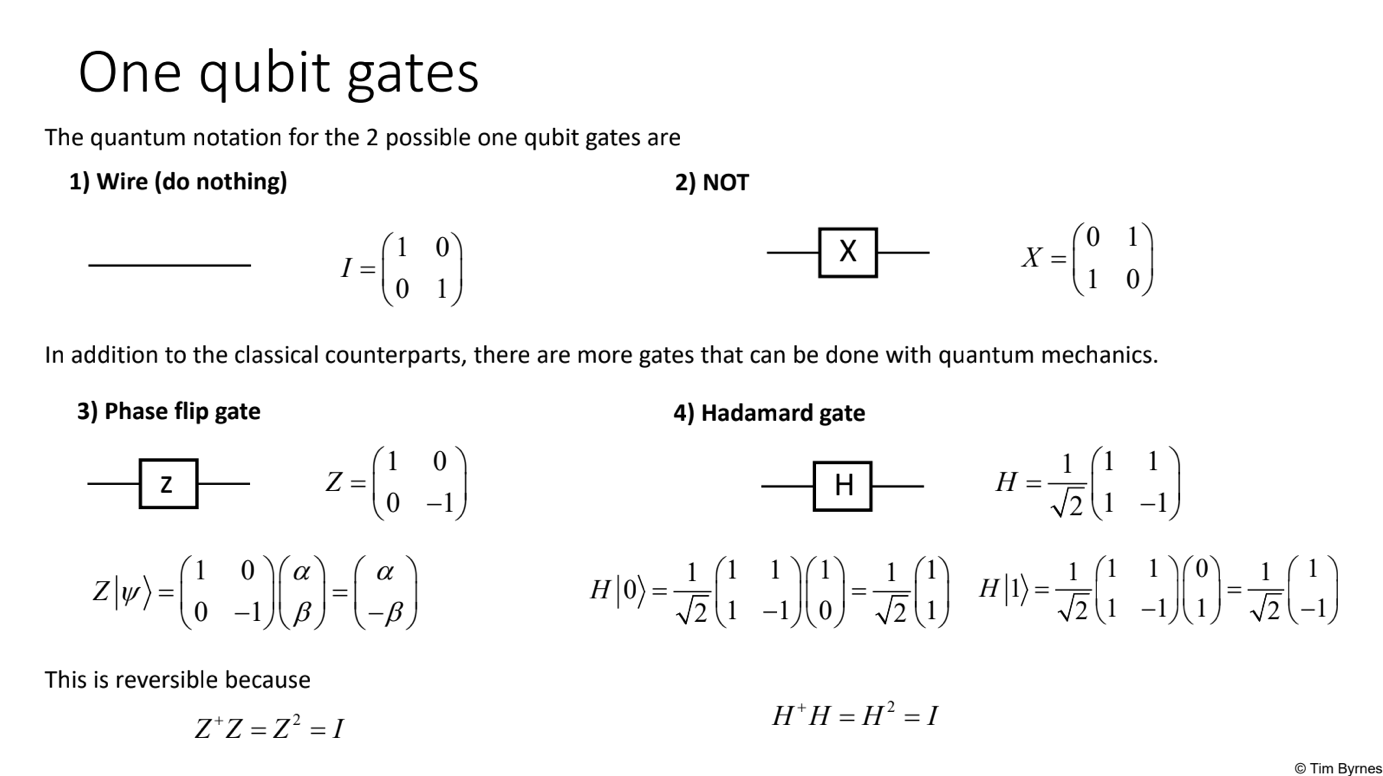 One qubit gates
The quantum notation for the 2 possible one qubit gates are
1) Wire (do nothing)
I = \begin{pmatrix} 1 & 0 \\ 0 & 1 \end{pmatrix}
2) NOT
X
X = \begin{pmatrix} 0 & 1 \\ 1 & 0 \end{pmatrix}
In addition to the classical counterparts, there are more gates that can be done with quantum mechanics.
3) Phase flip gate
Z
Z = \begin{pmatrix} 1 & 0 \\ 0 & -1 \end{pmatrix}
Z|\psi\rangle = \begin{pmatrix} 1 & 0 \\ 0 & -1 \end{pmatrix} \begin{pmatrix} \alpha \\ \beta \end{pmatrix} = \begin{pmatrix} \alpha \\ -\beta \end{pmatrix}
This is reversible because
Z^+ Z = Z^2 = I
4) Hadamard gate
H
H = \frac{1}{\sqrt{2}} \begin{pmatrix} 1 & 1 \\ 1 & -1 \end{pmatrix}
H|0\rangle = \frac{1}{\sqrt{2}} \begin{pmatrix} 1 & 1 \\ 1 & -1 \end{pmatrix} \begin{pmatrix} 1 \\ 0 \end{pmatrix} = \frac{1}{\sqrt{2}} \begin{pmatrix} 1 \\ 1 \end{pmatrix}
H|1\rangle = \frac{1}{\sqrt{2}} \begin{pmatrix} 1 & 1 \\ 1 & -1 \end{pmatrix} \begin{pmatrix} 0 \\ 1 \end{pmatrix} = \frac{1}{\sqrt{2}} \begin{pmatrix} 1 \\ -1 \end{pmatrix}
H^+ H = H^2 = I
© Tim Byrnes